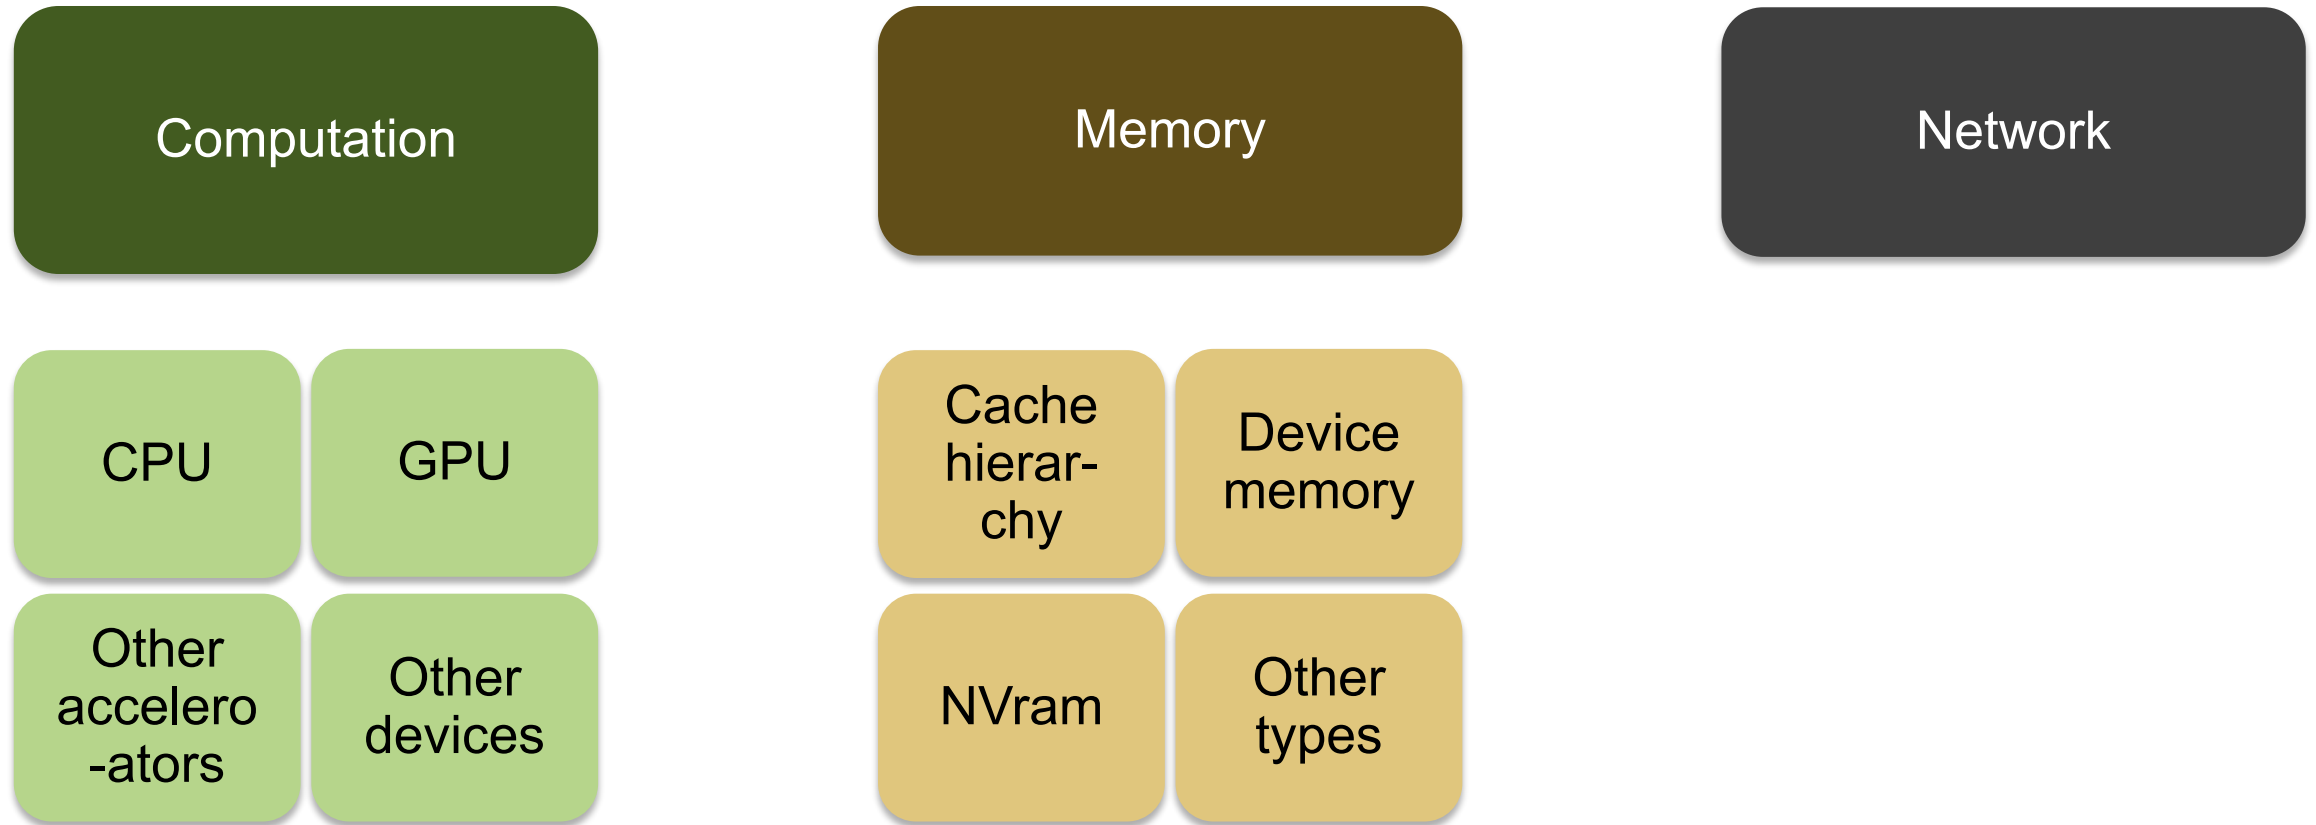 Computation
Memory
Network
CPU
GPU
Cache
hierar-
chy
Device
memory
Other
accelero
-ators
Other
devices
NVram
Other
types